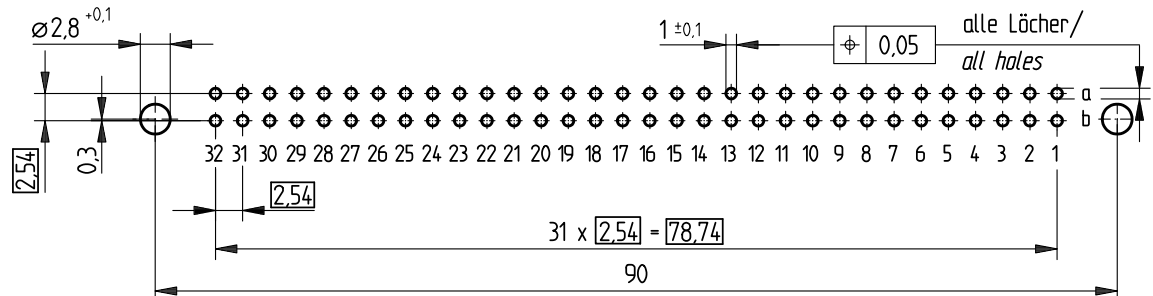 ⌀2,8 +0,1
1 ±0,1
⌖ 0,05
alle Löcher/
all holes
a
b
2,54
0,3
32 31 30 29 28 27 26 25 24 23 22 21 20 19 18 17 16 15 14 13 12 11 10 9 8 7 6 5 4 3 2 1
2,54
31 x 2,54 = 78,74
90